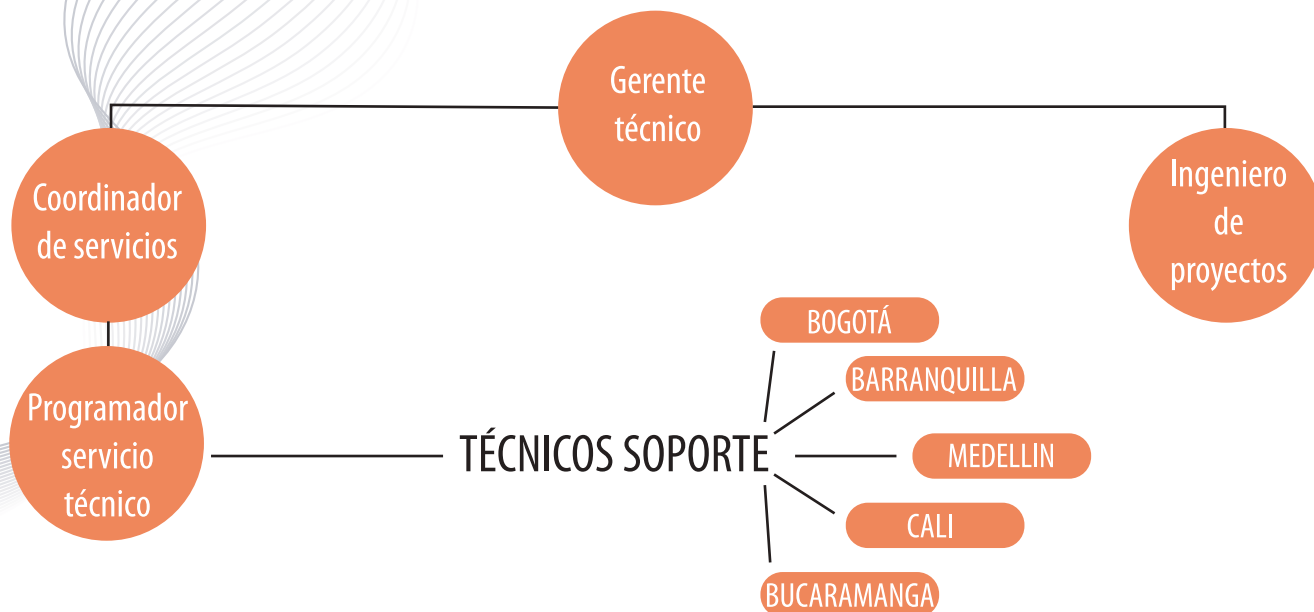 Gerente
técnico
Coordinador
de servicios
Ingeniero
de
proyectos
Programador
servicio
técnico
TÉCNICOS SOPORTE
BOGOTÁ
BARRANQUILLA
MEDELLIN
CALI
BUCARAMANGA